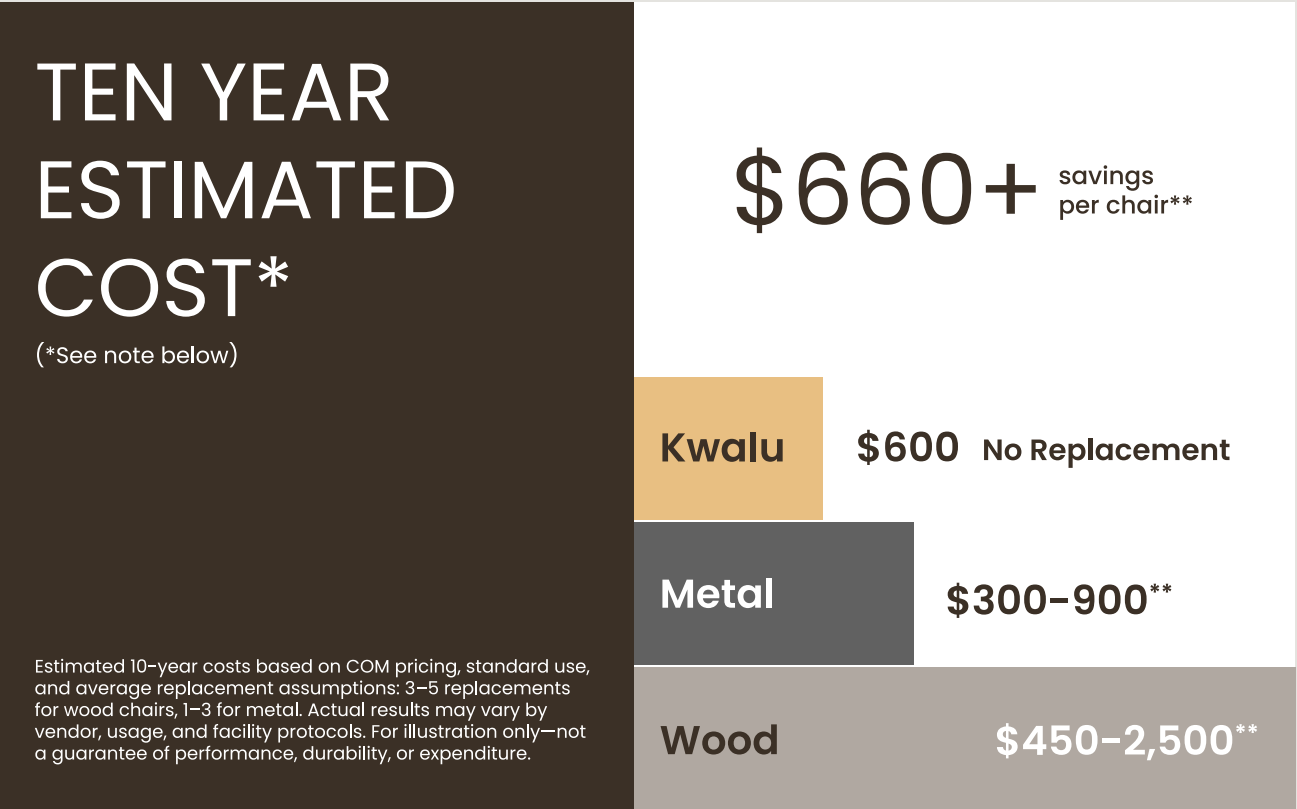 TEN YEAR
ESTIMATED
COST*
(*See note below)
Estimated 10-year costs based on COM pricing, standard use,
and average replacement assumptions: 3–5 replacements
for wood chairs, 1–3 for metal. Actual results may vary by
vendor, usage, and facility protocols. For illustration only—not
a guarantee of performance, durability, or expenditure.
$660+ savings
per chair**
Kwalu $600 No Replacement
Metal $300-900**
Wood $450-2,500**